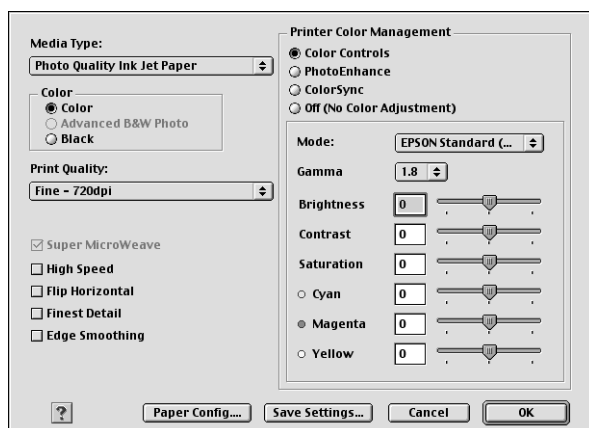 Media Type:
Photo Quality Ink Jet Paper
Color
Color
Advanced B&W Photo
Black
Print Quality:
Fine - 720dpi
Super MicroWeave
High Speed
Flip Horizontal
Finest Detail
Edge Smoothing
Printer Color Management
Color Controls
PhotoEnhance
ColorSync
Off (No Color Adjustment)
Mode: EPSON Standard (...
Gamma 1.8
Brightness 0
Contrast 0
Saturation 0
Cyan 0
Magenta 0
Yellow 0
? Paper Config.... Save Settings... Cancel OK